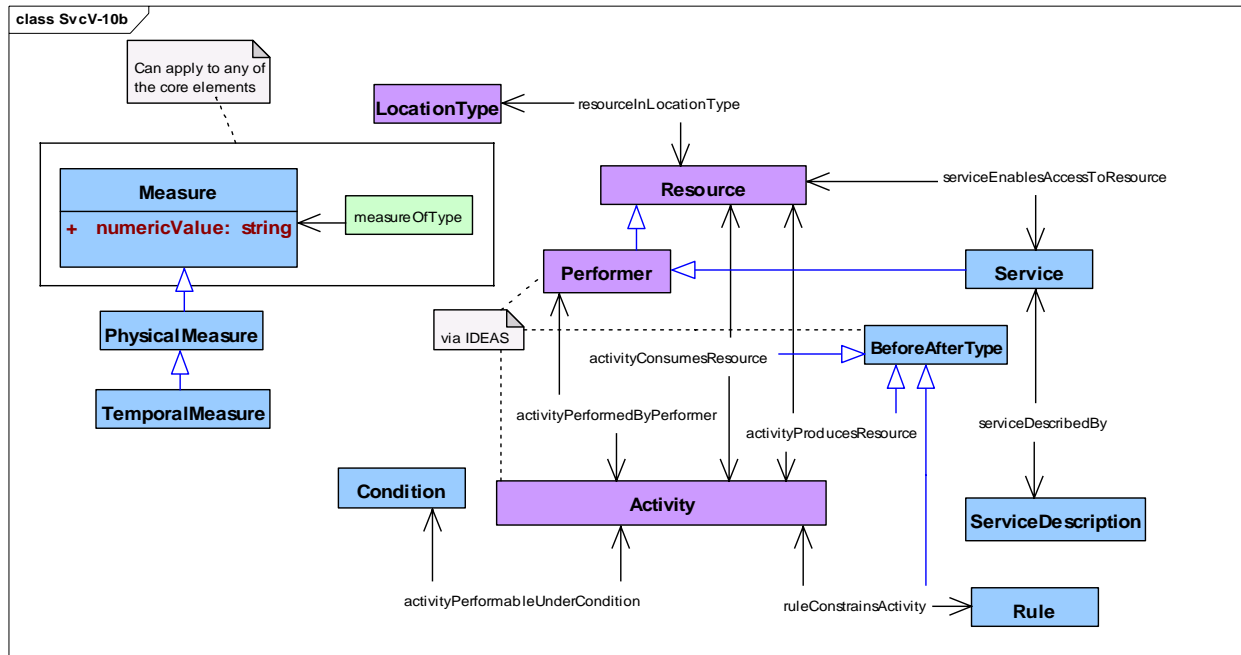 class SvcV-10b
Can apply to any of
the core elements
LocationType
resourceInLocationType
Resource
serviceEnablesAccessToResource
Measure
+ numericValue: string
measureOfType
Performer
Service
PhysicalMeasure
via IDEAS
BeforeAfterType
activityConsumesResource
TemporalMeasure
activityPerformedByPerformer
activityProducesResource
serviceDescribedBy
Condition
Activity
ServiceDescription
activityPerformableUnderCondition
ruleConstrainsActivity
Rule